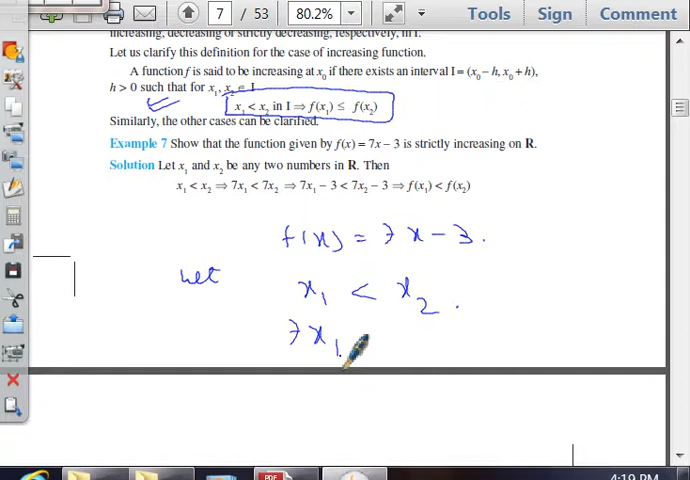 7 / 53 80.2% Tools Sign Comment
increasing, decreasing or strictly decreasing, respectively, in I.
Let us clarify this definition for the case of increasing function.
A function f is said to be increasing at x₀ if there exists an interval I = (x₀ – h, x₀ + h),
h > 0 such that for x₁, x₂ ∈ I
x₁ < x₂ in I ⇒ f(x₁) ≤ f(x₂)
Similarly, the other cases can be clarified.
Example 7 Show that the function given by f(x) = 7x – 3 is strictly increasing on R.
Solution Let x₁ and x₂ be any two numbers in R. Then
x₁ < x₂ ⇒ 7x₁ < 7x₂ ⇒ 7x₁ – 3 < 7x₂ – 3 ⇒ f(x₁) < f(x₂)
f(x) = 7x – 3.
Let x₁ < x₂.
7x₁
PDF 4:19 PM